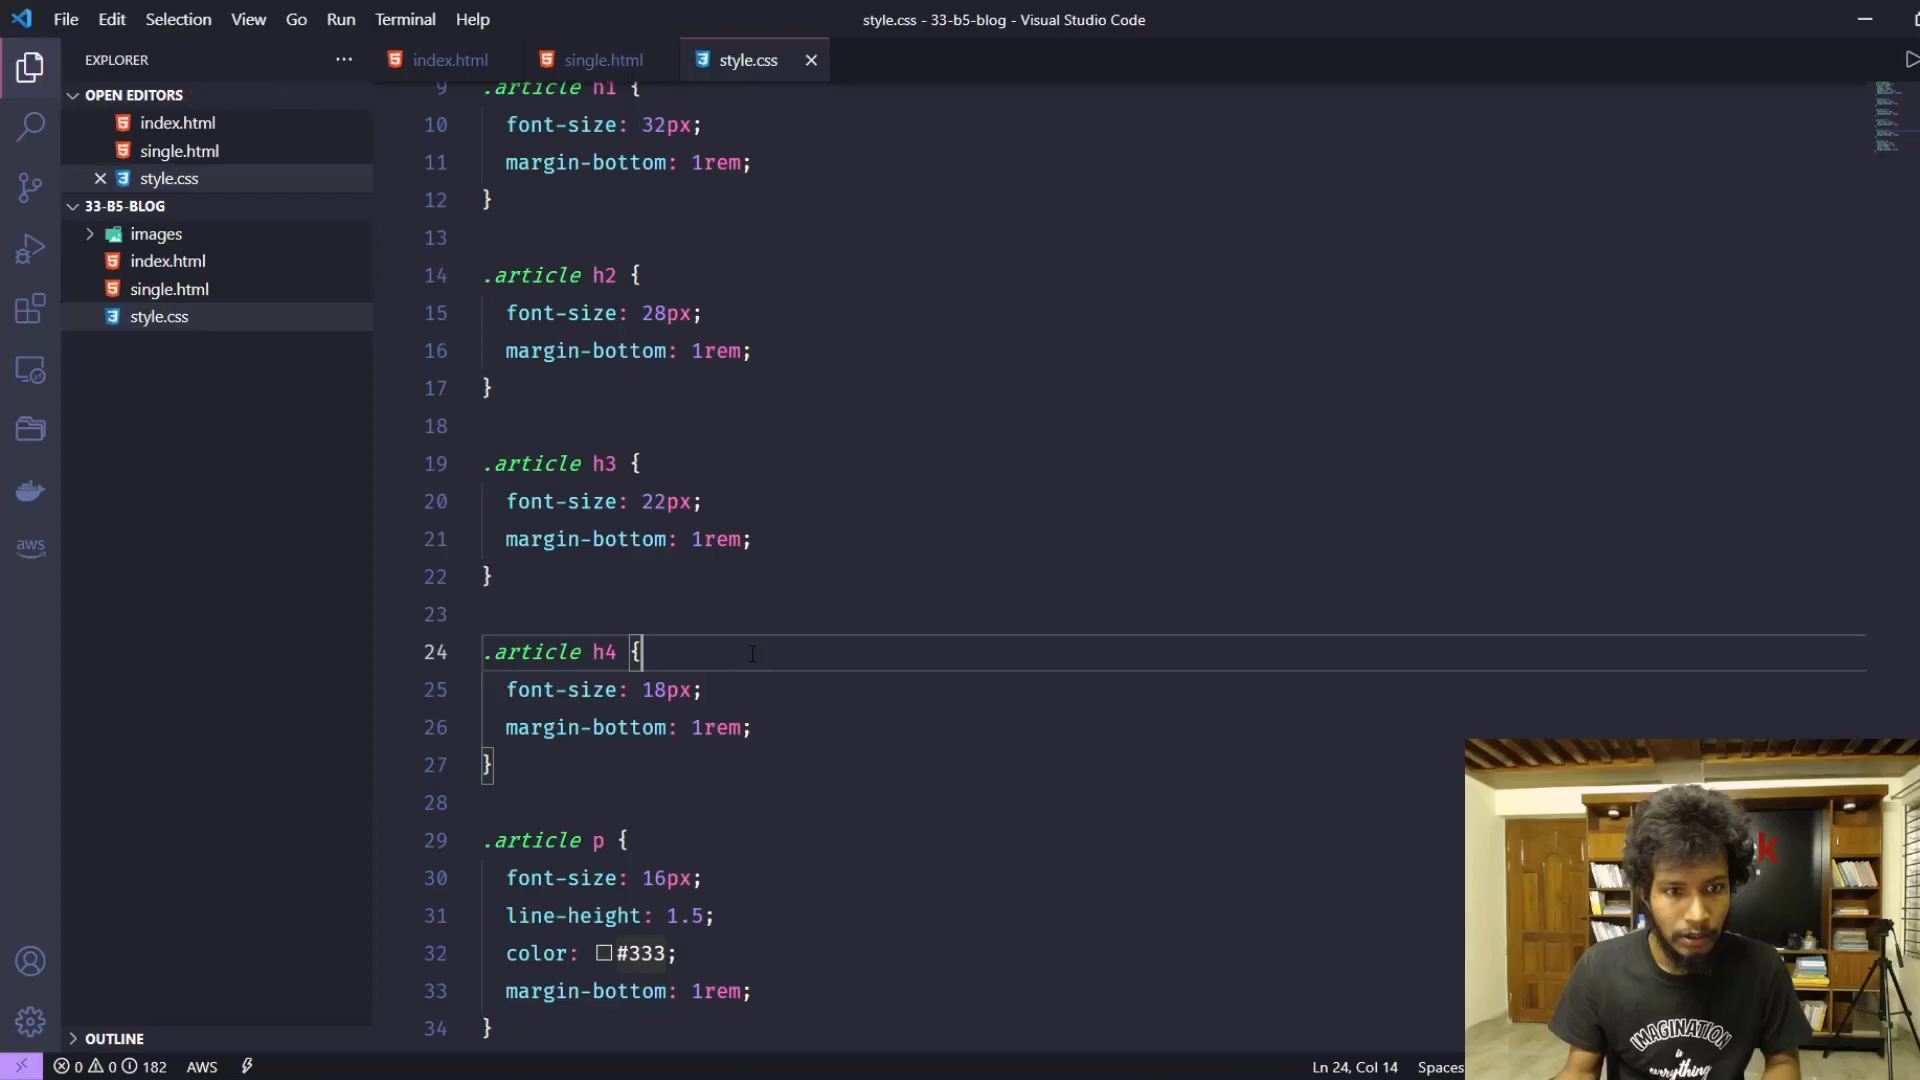 File Edit Selection View Go Run Terminal Help
style.css - 33-b5-blog - Visual Studio Code
EXPLORER
index.html
single.html
style.css
OPEN EDITORS
index.html
single.html
style.css
33-B5-BLOG
images
index.html
single.html
style.css
OUTLINE
aws
9 .article h1 {
10 font-size: 32px;
11 margin-bottom: 1rem;
12 }
13
14 .article h2 {
15 font-size: 28px;
16 margin-bottom: 1rem;
17 }
18
19 .article h3 {
20 font-size: 22px;
21 margin-bottom: 1rem;
22 }
23
24 .article h4 {
25 font-size: 18px;
26 margin-bottom: 1rem;
27 }
28
29 .article p {
30 font-size: 16px;
31 line-height: 1.5;
32 color: #333;
33 margin-bottom: 1rem;
34 }
k
IMAGINATION
is
everything
0 0 182 AWS
Ln 24, Col 14 Spaces